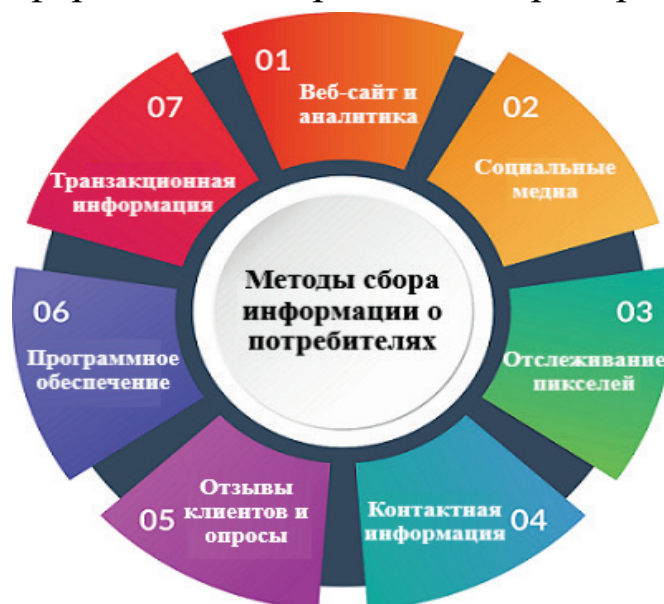 Методы сбора
информации о
потребителях
01
Веб-сайт и
аналитика
02
Социальные
медиа
03
Отслеживание
пикселей
04
Контактная
информация
05
Отзывы
клиентов и
опросы
06
Программное
обеспечение
07
Транзакционная
информация